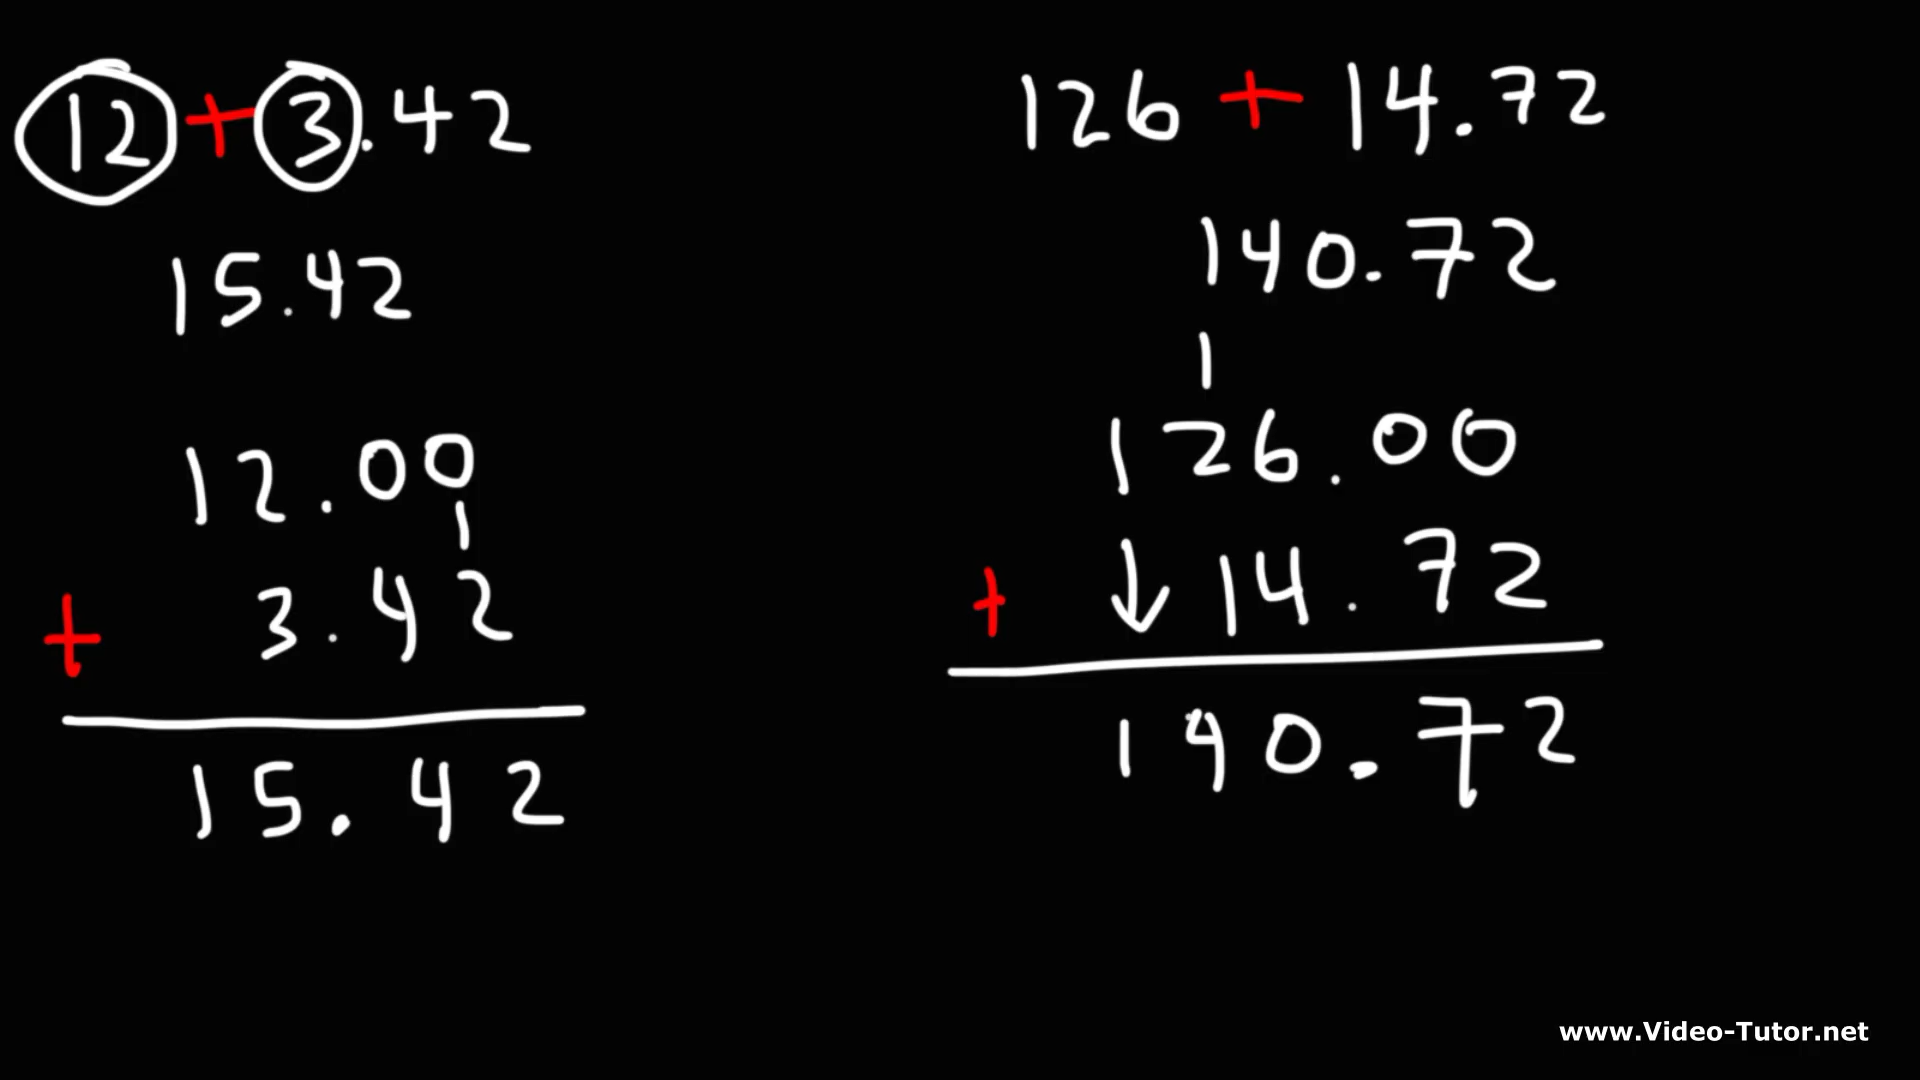 12 + 3.42
15.42
12.00
1
+ 3.42
15.42
126 + 14.72
140.72
1
126.00
+ ↓ 14.72
140.72
www.Video-Tutor.net